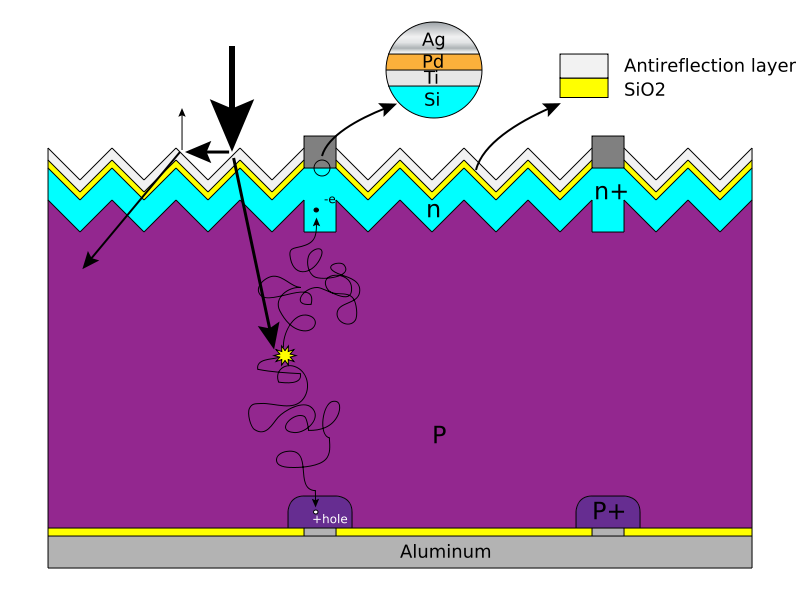 Ag
Pd
Ti
Si
Antireflection layer
SiO2
-e
n
n+
P
+hole
P+
Aluminum